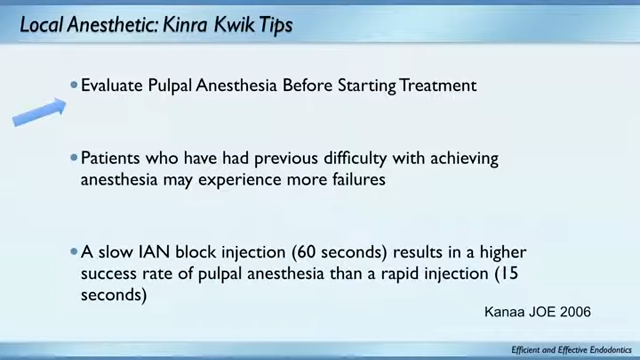 Local Anesthetic: Kinra Kwik Tips
• Evaluate Pulpal Anesthesia Before Starting Treatment
• Patients who have had previous difficulty with achieving
anesthesia may experience more failures
• A slow IAN block injection (60 seconds) results in a higher
success rate of pulpal anesthesia than a rapid injection (15
seconds)
Kanaa JOE 2006
Efficient and Effective Endodontics